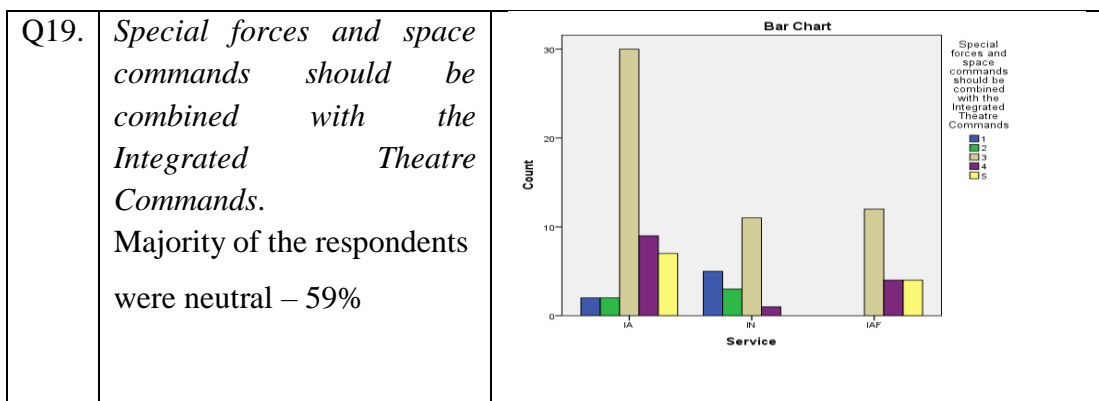 Q19.
Special forces and space
commands should be
combined with the
Integrated Theatre
Commands.
Majority of the respondents
were neutral – 59%
Bar Chart
30
20
10
0
Count
IA
IN
IAF
Service
Special
forces and
space
commands
should be
combined
with the
Integrated
Theatre
Commands
1
2
3
4
5